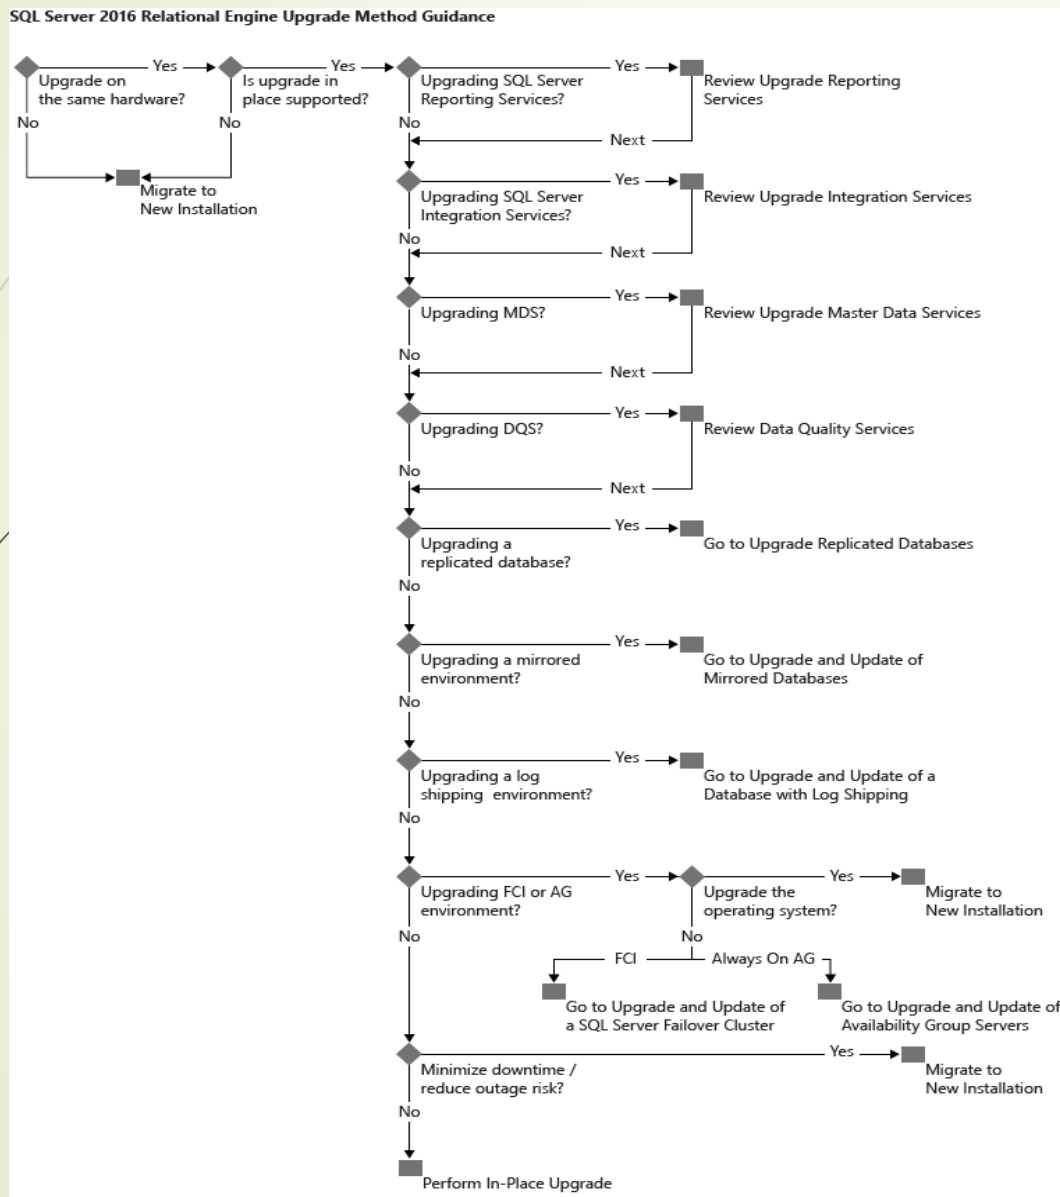 SQL Server 2016 Relational Engine Upgrade Method Guidance
Yes
Yes
Yes
Upgrade on
the same hardware?
Is upgrade in
place supported?
Upgrading SQL Server
Reporting Services?
Review Upgrade Reporting
Services
No
No
No
Next
Migrate to
New Installation
Yes
Upgrading SQL Server
Integration Services?
Review Upgrade Integration Services
No
Next
Yes
Upgrading MDS?
Review Upgrade Master Data Services
No
Next
Yes
Upgrading DQS?
Review Data Quality Services
No
Next
Yes
Upgrading a
replicated database?
Go to Upgrade Replicated Databases
No
Yes
Upgrading a mirrored
environment?
Go to Upgrade and Update of
Mirrored Databases
No
Yes
Upgrading a log
shipping environment?
Go to Upgrade and Update of a
Database with Log Shipping
No
Yes
Yes
Upgrading FCI or AG
environment?
Upgrade the
operating system?
Migrate to
New Installation
No
No
FCI
Always On AG
Go to Upgrade and Update of
a SQL Server Failover Cluster
Go to Upgrade and Update of
Availability Group Servers
Yes
Minimize downtime /
reduce outage risk?
Migrate to
New Installation
No
Perform In-Place Upgrade